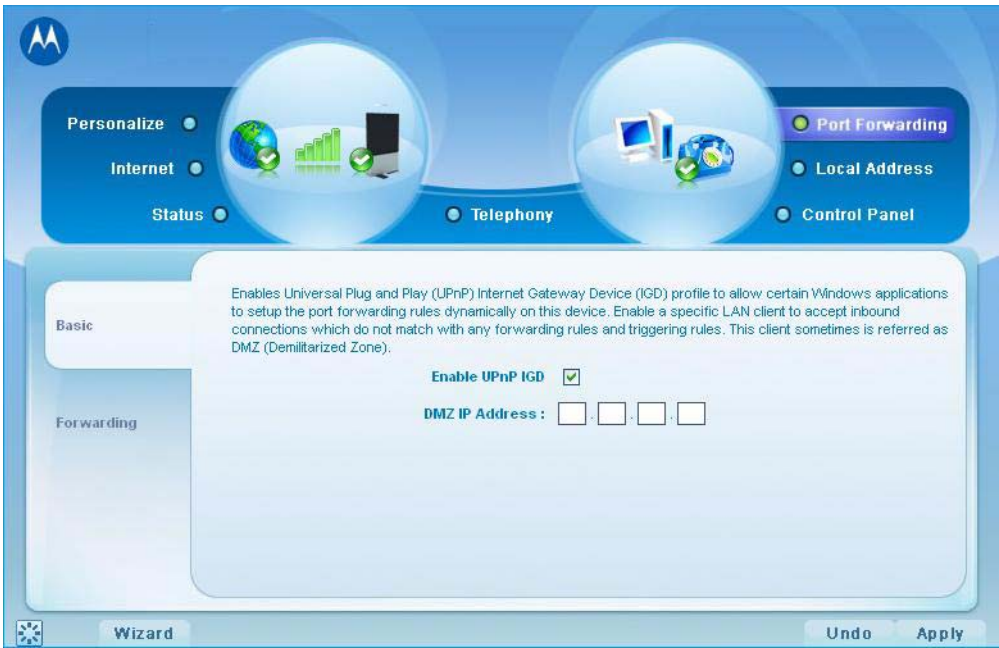 Personalize
Internet
Status
Telephony
Port Forwarding
Local Address
Control Panel
Basic
Forwarding
Enables Universal Plug and Play (UPnP) Internet Gateway Device (IGD) profile to allow certain Windows applications
to setup the port forwarding rules dynamically on this device. Enable a specific LAN client to accept inbound
connections which do not match with any forwarding rules and triggering rules. This client sometimes is referred as
DMZ (Demilitarized Zone).
Enable UPnP IGD
DMZ IP Address : . . .
Wizard
Undo Apply